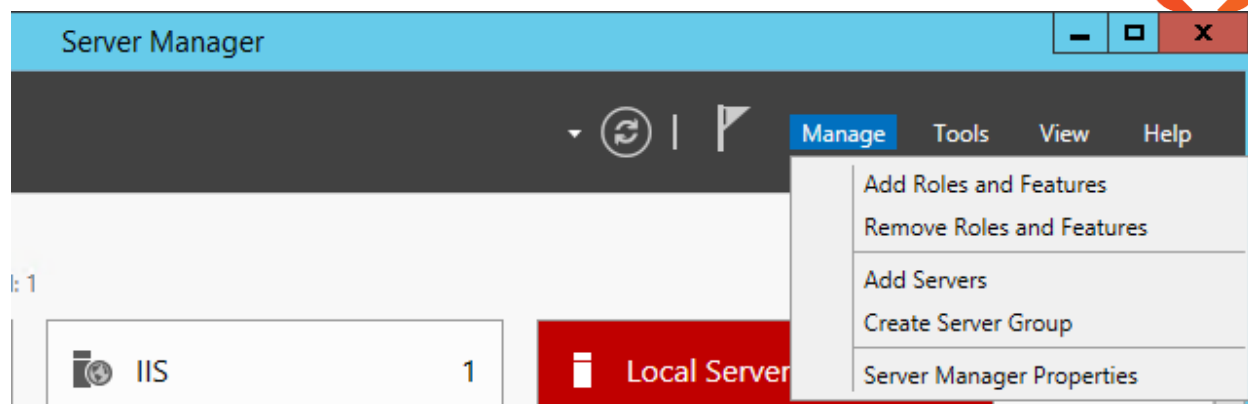 Server Manager
Manage Tools View Help
Add Roles and Features
Remove Roles and Features
: 1
Add Servers
Create Server Group
IIS 1
Local Server
Server Manager Properties